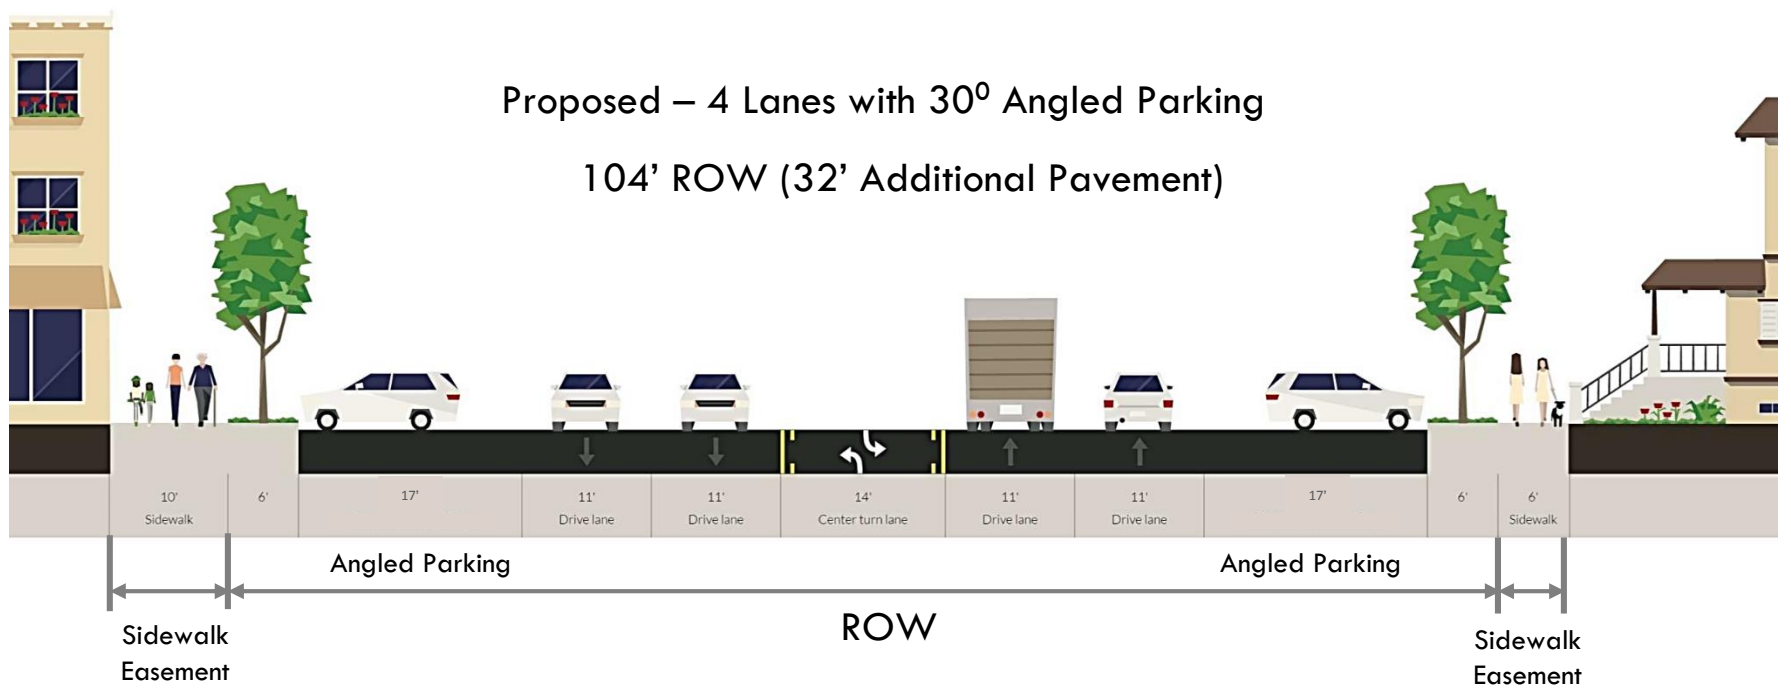 Proposed – 4 Lanes with 30⁰ Angled Parking
104’ ROW (32’ Additional Pavement)
10' 6' 17' 11' 11' 14' 11' 11' 17' 6' 6'
Sidewalk Drive lane Drive lane Center turn lane Drive lane Drive lane Sidewalk
Angled Parking Angled Parking
ROW
Sidewalk
Easement
Sidewalk
Easement